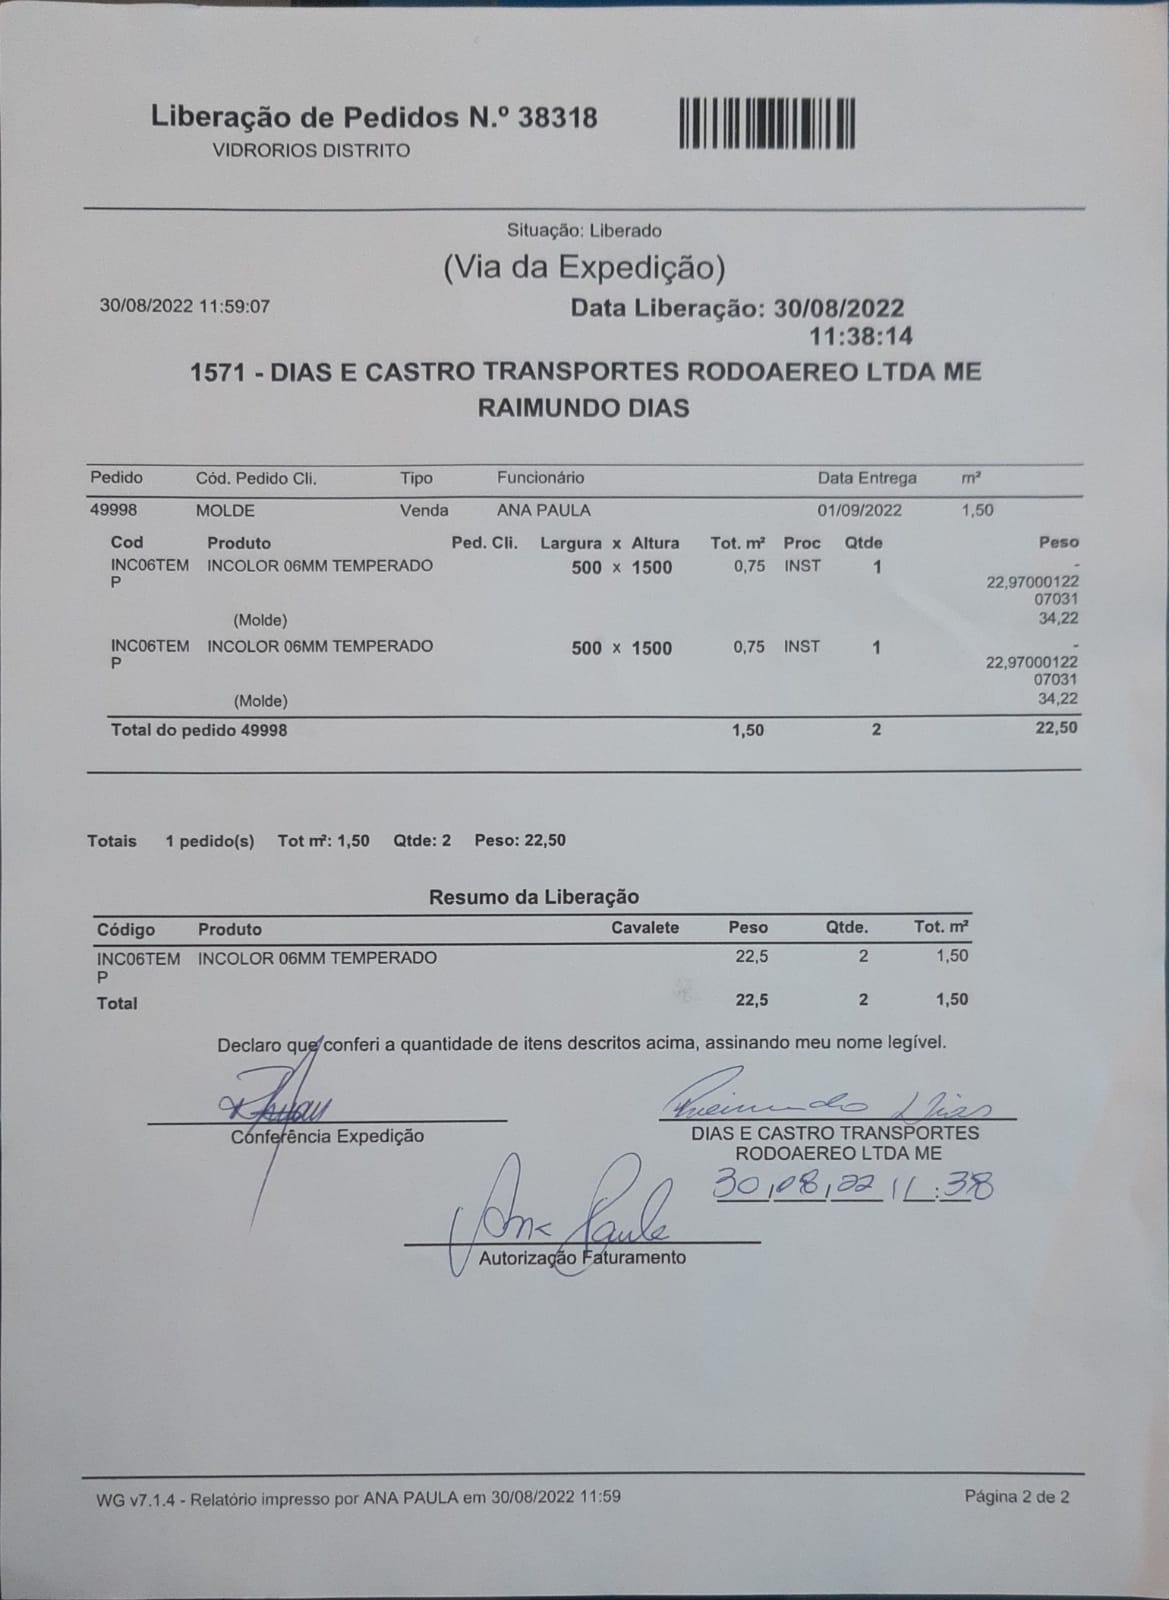 Liberação de Pedidos N.º 38318
VIDRORIOS DISTRITO
Situação: Liberado
(Via da Expedição)
30/08/2022 11:59:07 Data Liberação: 30/08/2022
11:38:14
1571 - DIAS E CASTRO TRANSPORTES RODOAEREO LTDA ME
RAIMUNDO DIAS
Pedido Cód. Pedido Cli. Tipo Funcionário Data Entrega m²
49998 MOLDE Venda ANA PAULA 01/09/2022 1,50
Cod Produto Ped. Cli. Largura x Altura Tot. m² Proc Qtde Peso
INC06TEM INCOLOR 06MM TEMPERADO 500 x 1500 0,75 INST 1 -
P 22,97000122
07031
(Molde) 34,22
INC06TEM INCOLOR 06MM TEMPERADO 500 x 1500 0,75 INST 1 -
P 22,97000122
07031
(Molde) 34,22
Total do pedido 49998 1,50 2 22,50
Totais 1 pedido(s) Tot m²: 1,50 Qtde: 2 Peso: 22,50
Resumo da Liberação
Código Produto Cavalete Peso Qtde. Tot. m²
INC06TEM INCOLOR 06MM TEMPERADO 22,5 2 1,50
P
Total 22,5 2 1,50
Declaro que conferi a quantidade de itens descritos acima, assinando meu nome legível.
Raimundo Dias
Conferência Expedição DIAS E CASTRO TRANSPORTES
RODOAEREO LTDA ME
30,08,22 11:38
Ana Paula
Autorização Faturamento
WG v7.1.4 - Relatório impresso por ANA PAULA em 30/08/2022 11:59 Página 2 de 2